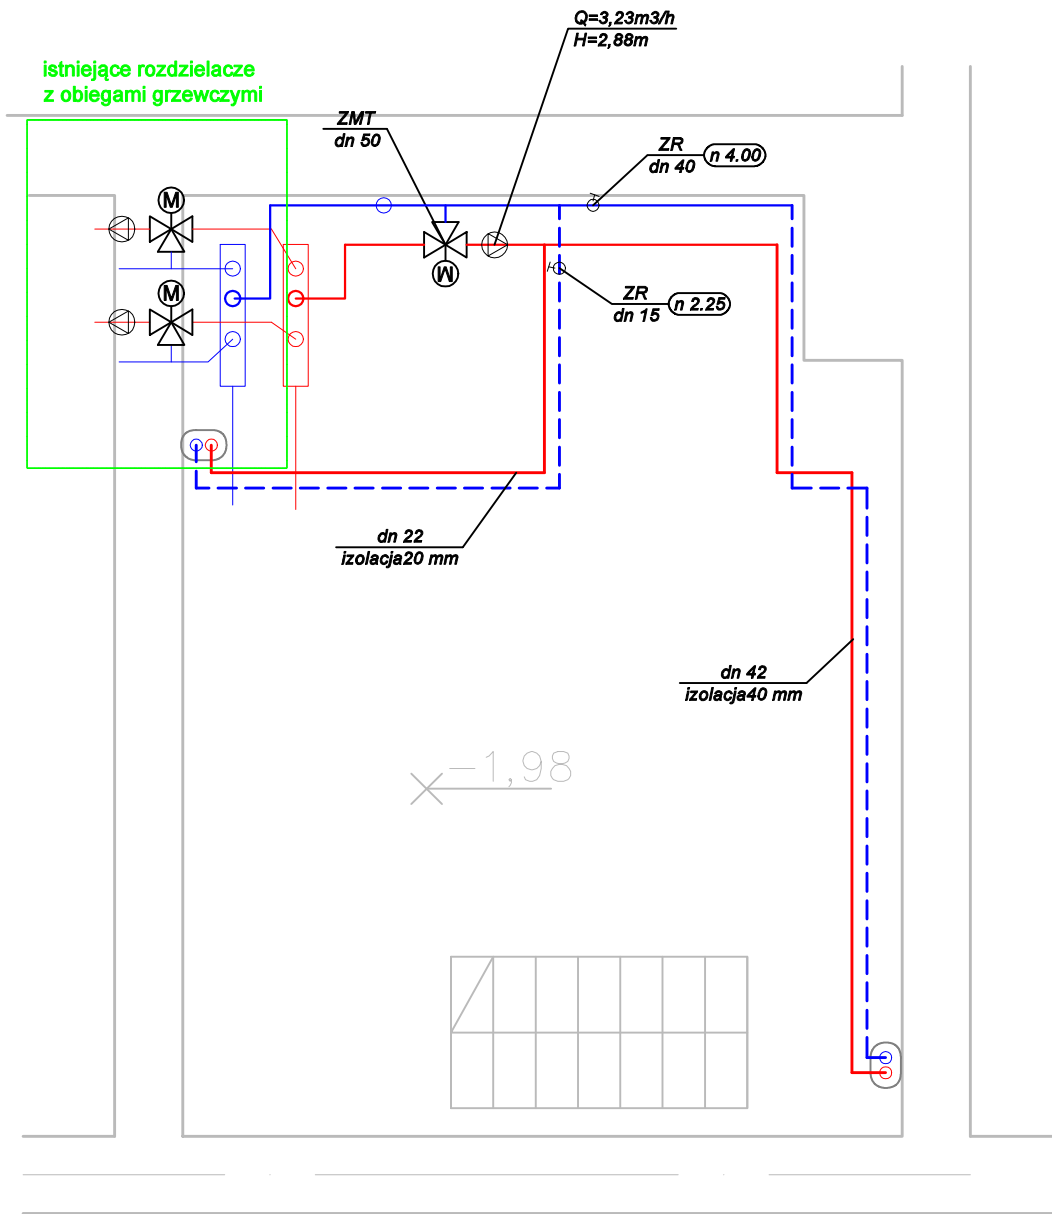 Q=3,23m3/h
H=2,88m
istniejące rozdzielacze
z obiegami grzewczymi
ZMT
dn 50
ZR
dn 40
n 4.00
M
M
M
ZR
dn 15
n 2.25
dn 22
izolacja20 mm
dn 42
izolacja40 mm
-1,98